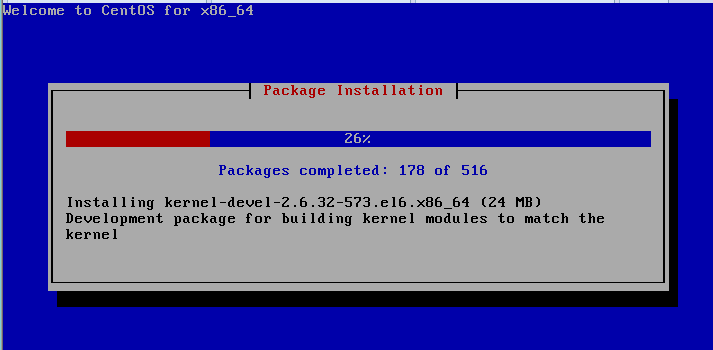 Welcome to CentOS for x86_64
Package Installation
26%
Packages completed: 178 of 516
Installing kernel-devel-2.6.32-573.el6.x86_64 (24 MB)
Development package for building kernel modules to match the
kernel